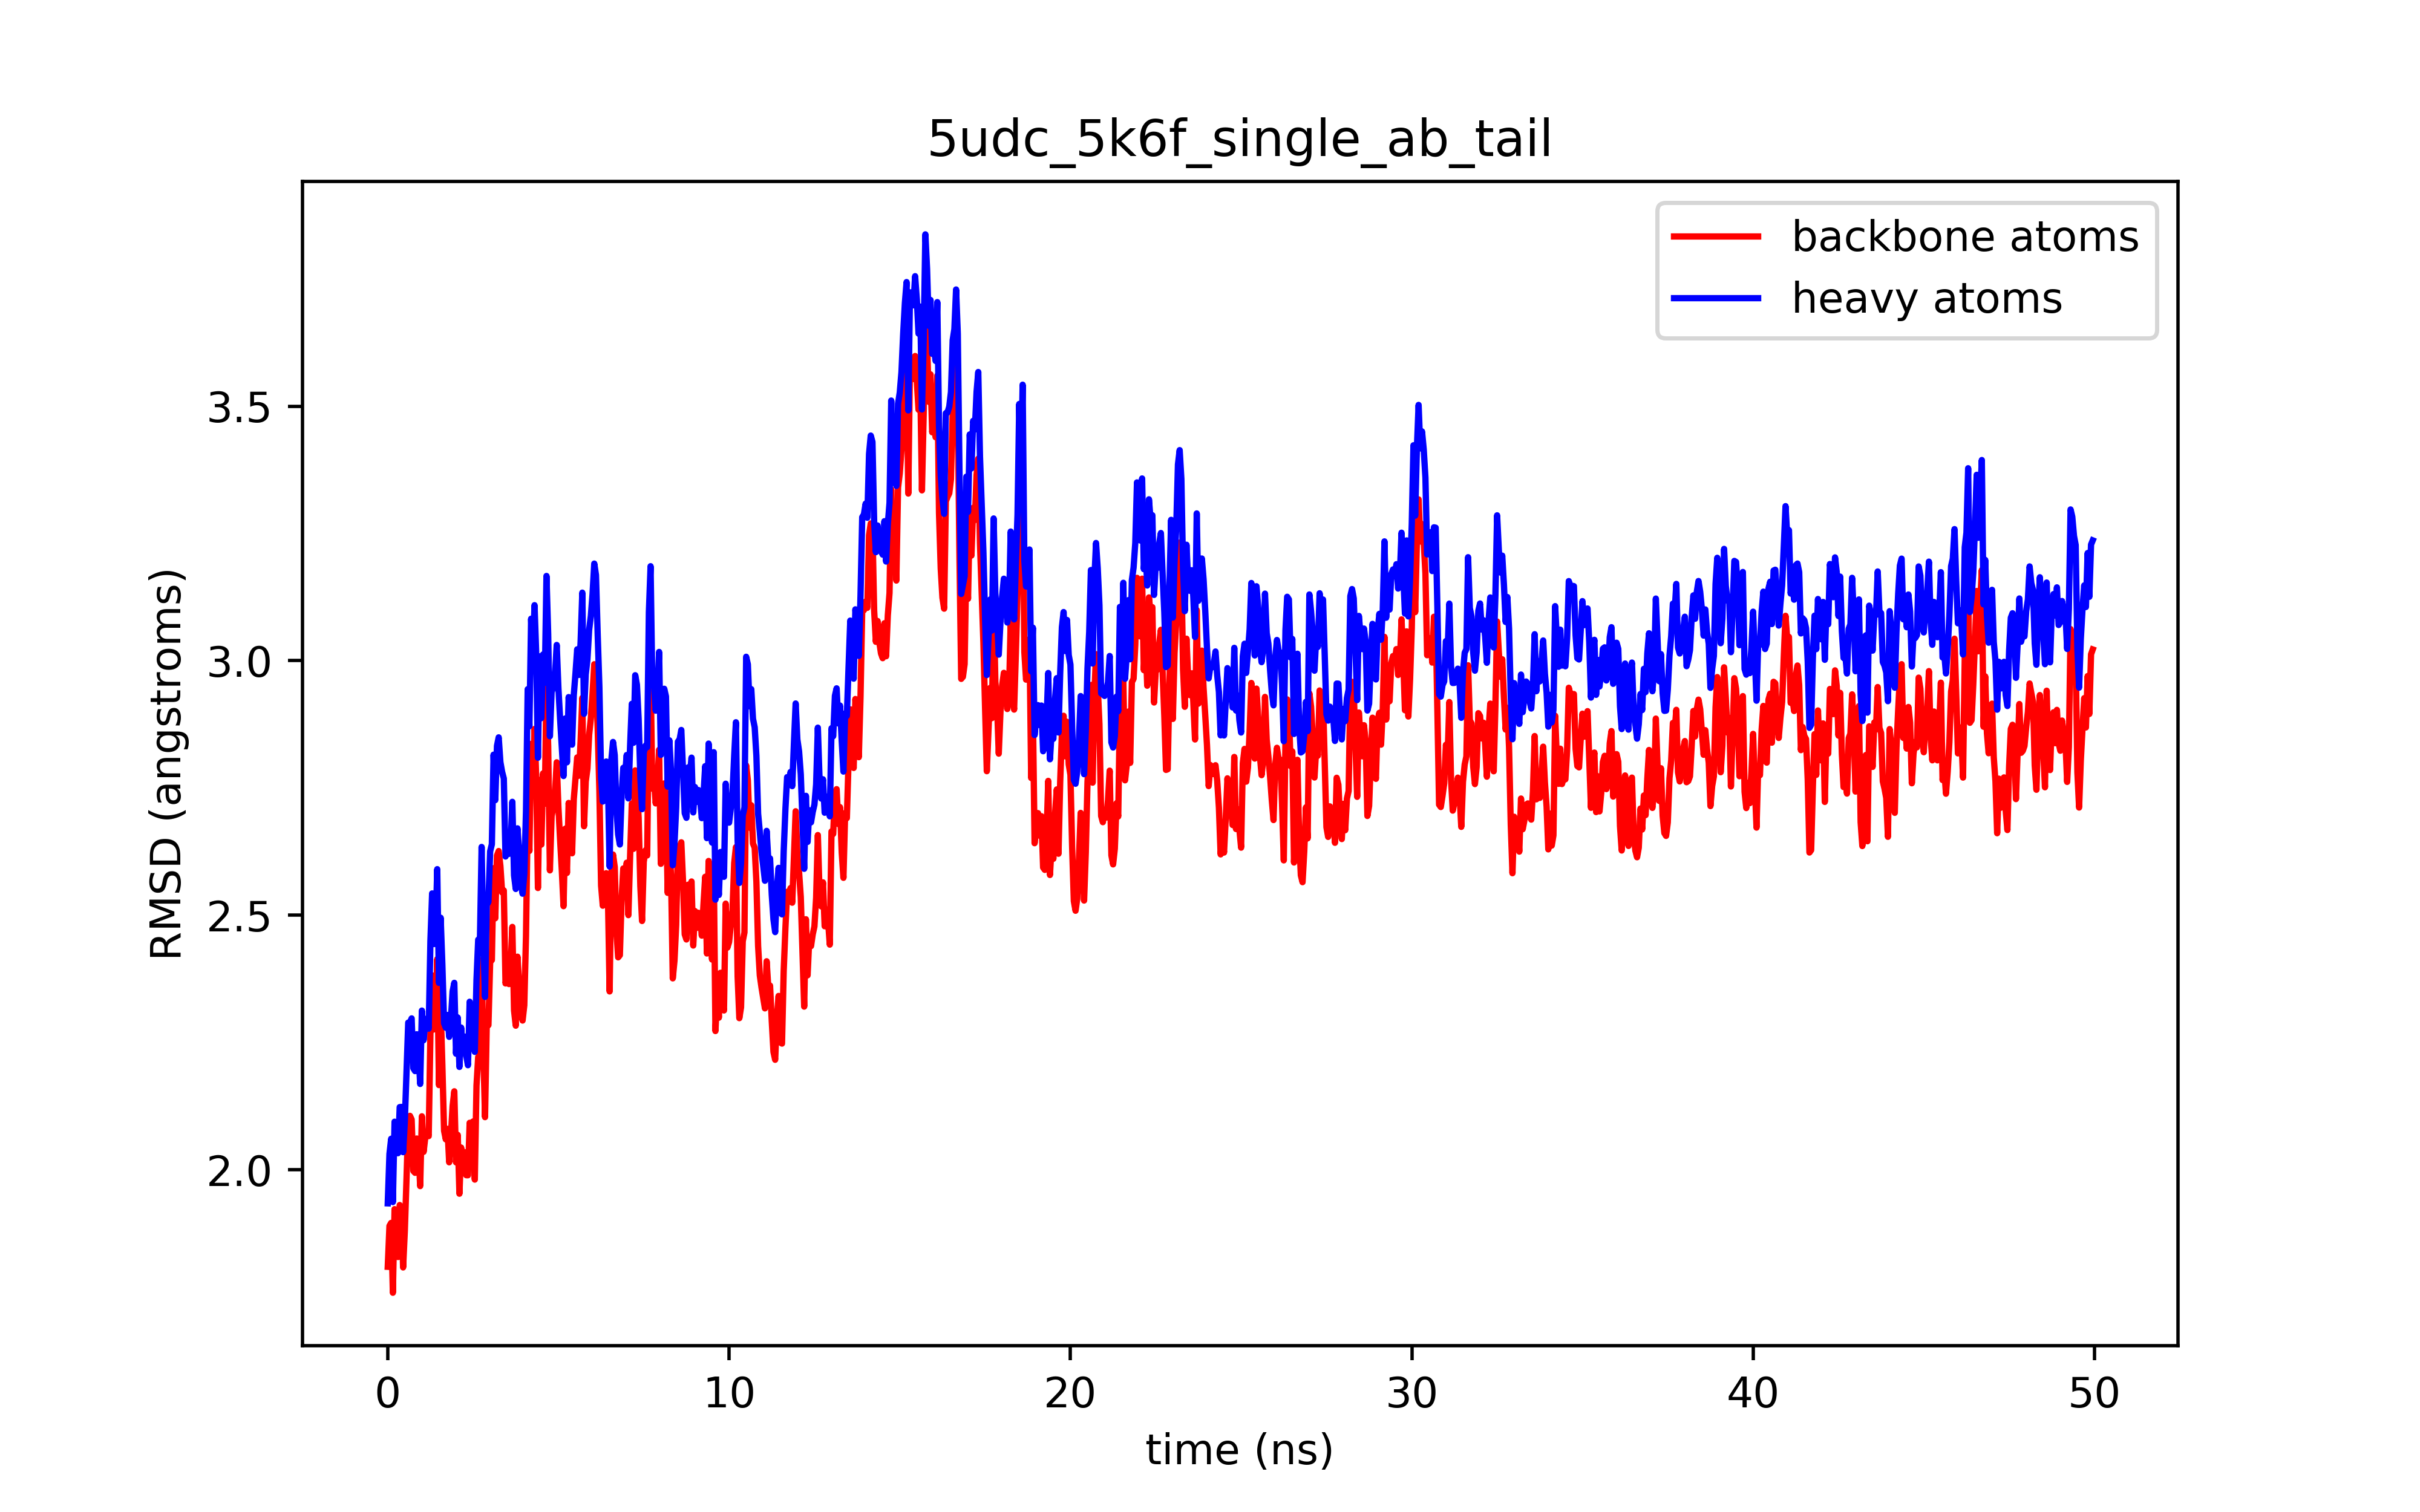 5udc_5k6f_single_ab_tail
backbone atoms
heavy atoms
RMSD (angstroms)
3.5
3.0
2.5
2.0
0 10 20 30 40 50
time (ns)